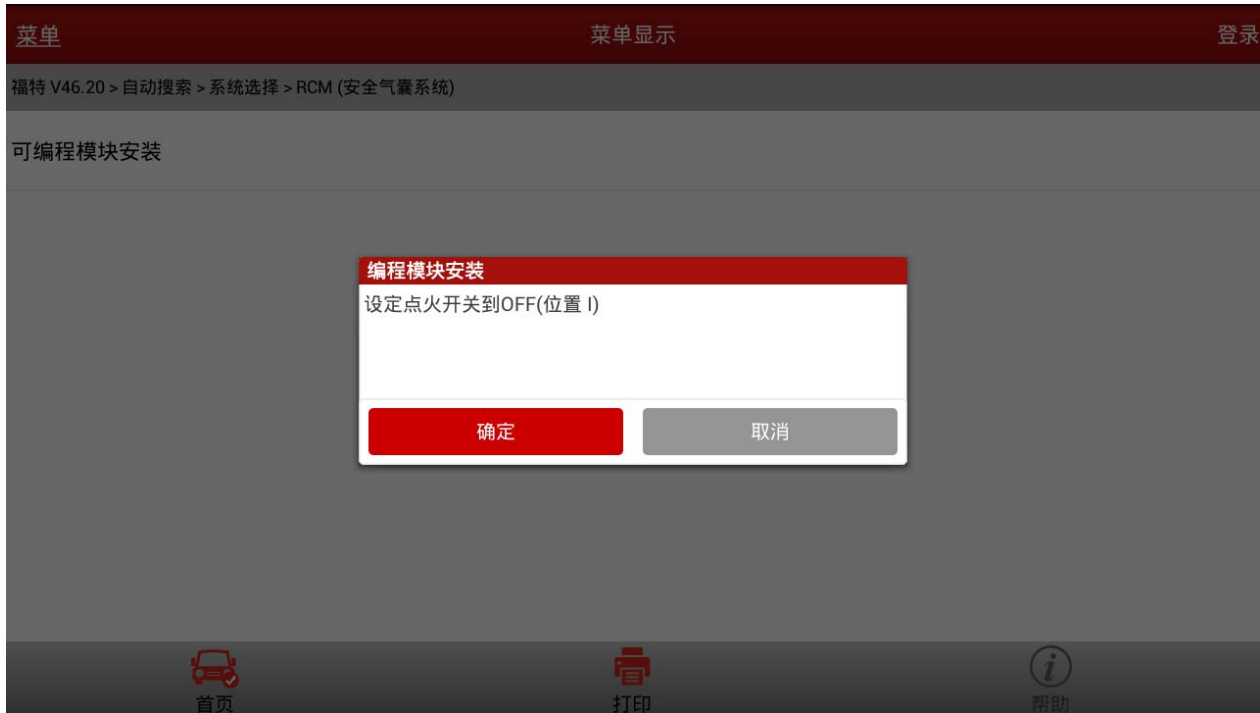 菜单 菜单显示 登录
福特 V46.20 > 自动搜索 > 系统选择 > RCM (安全气囊系统)
可编程模块安装
编程模块安装
设定点火开关到OFF(位置 I)
确定 取消
首页 打印 帮助